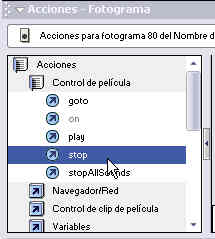 Acciones - Fotograma
Acciones para fotograma 80 del Nombre d
Acciones
Control de película
goto
on
play
stop
stopAllSounds
Navegador/Red
Control de clip de película
Variables